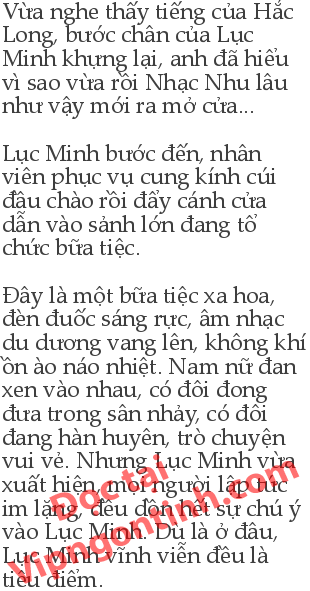 Vừa nghe thấy tiếng của Hắc
Long, bước chân của Lục
Minh khựng lại, anh đã hiểu
vì sao vừa rồi Nhạc Nhu lâu
như vậy mới ra mở cửa...
Lục Minh bước đến, nhân
viên phục vụ cung kính cúi
đầu chào rồi đẩy cánh cửa
dẫn vào sảnh lớn đang tổ
chức bữa tiệc.
Đây là một bữa tiệc xa hoa,
đèn đuốc sáng rực, âm nhạc
du dương vang lên, không khí
ồn ào náo nhiệt. Nam nữ đan
xen vào nhau, có đôi đong
đưa trong sân nhảy, có đôi
đang hàn huyên, trò chuyện
vui vẻ. Nhưng Lục Minh vừa
xuất hiện, mọi người lập tức
im lặng, đều dồn hết sự chú ý
vào Lục Minh. Dù là ở đâu,
Lục Minh vĩnh viễn đều là
tiêu điểm.
Đọc tại
Vipngontinh.com